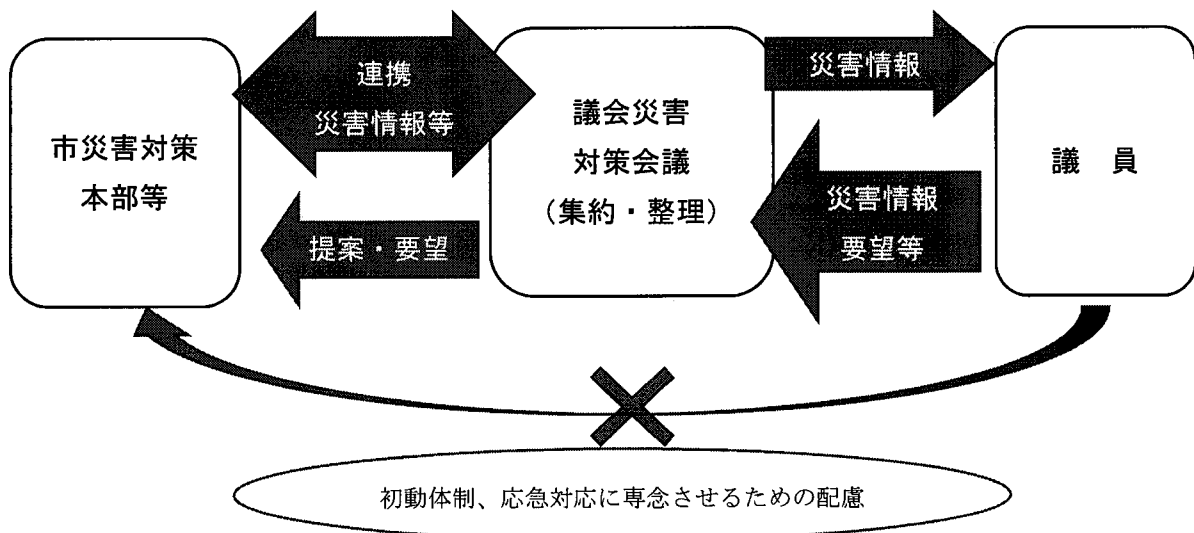 市災害対策
本部等
連携
災害情報等
提案・要望
議会災害
対策会議
（集約・整理）
災害情報
災害情報
要望等
議　員
初動体制、応急対応に専念させるための配慮